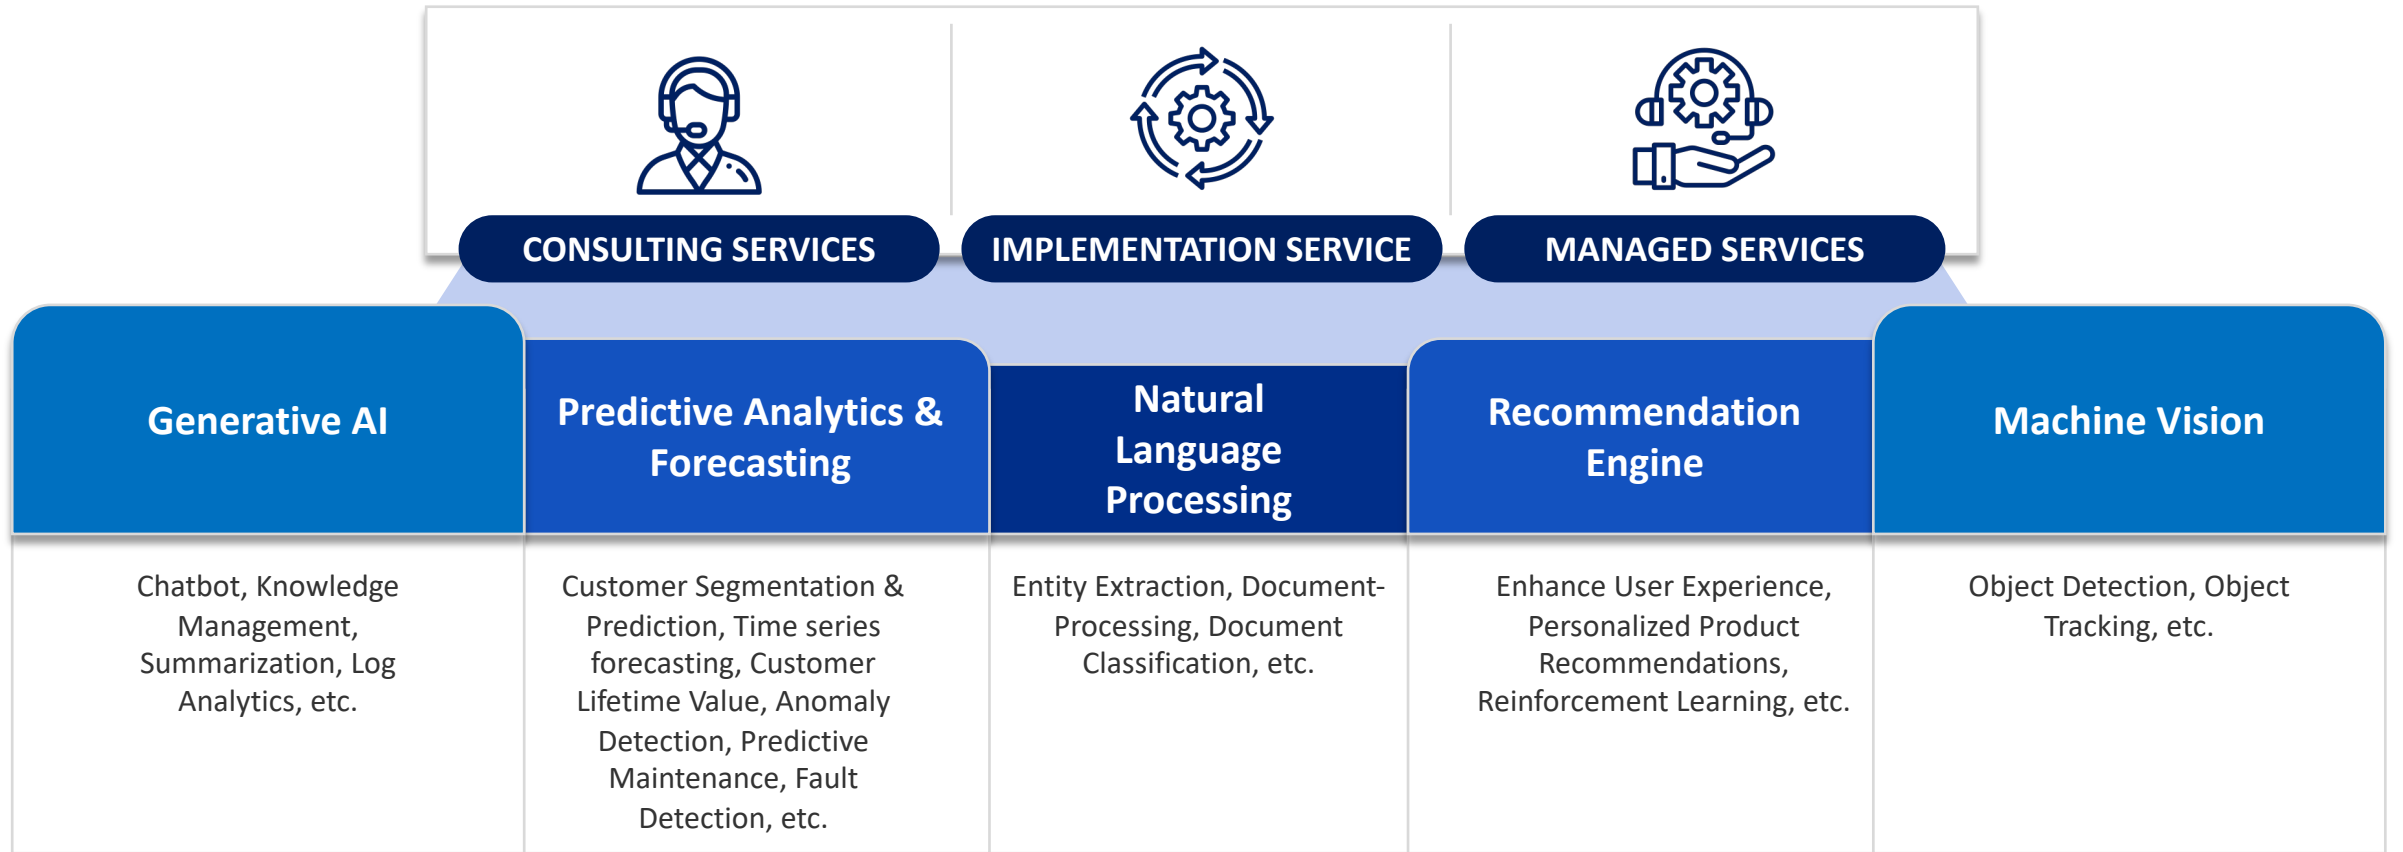 CONSULTING SERVICES
IMPLEMENTATION SERVICE
MANAGED SERVICES
Generative AI
Predictive Analytics &
Forecasting
Natural
Language
Processing
Recommendation
Engine
Machine Vision
Chatbot, Knowledge
Management,
Summarization, Log
Analytics, etc.
Customer Segmentation &
Prediction, Time series
forecasting, Customer
Lifetime Value, Anomaly
Detection, Predictive
Maintenance, Fault
Detection, etc.
Entity Extraction, Document-
Processing, Document
Classification, etc.
Enhance User Experience,
Personalized Product
Recommendations,
Reinforcement Learning, etc.
Object Detection, Object
Tracking, etc.